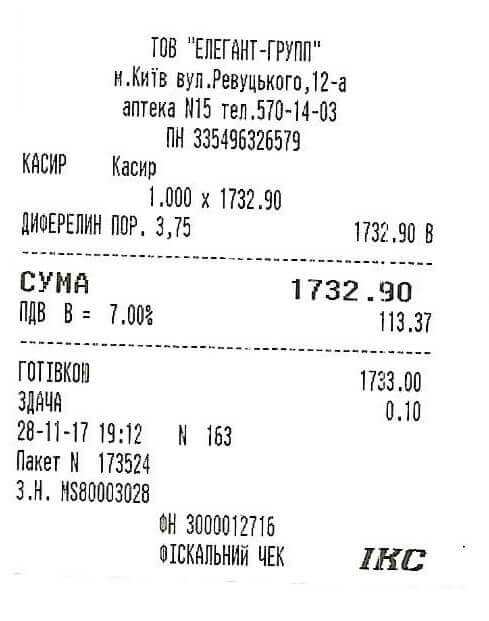 ТОВ "ЕЛЕГАНТ-ГРУПП"
м.Київ вул.Ревуцького,12-а
аптека N15 тел.570-14-03
ПН 335496326579
КАСИР Касир
1.000 x 1732.90
ДИФЕРЕЛИН ПОР. 3,75 1732.90 В
СУМА 1732.90
ПДВ В = 7.00% 113.37
ГОТІВКОЮ 1733.00
ЗДАЧА 0.10
28-11-17 19:12 N 163
Пакет N 173524
З.Н. MS80003028
ФН 3000012716
ФІСКАЛЬНИЙ ЧЕК ІКС